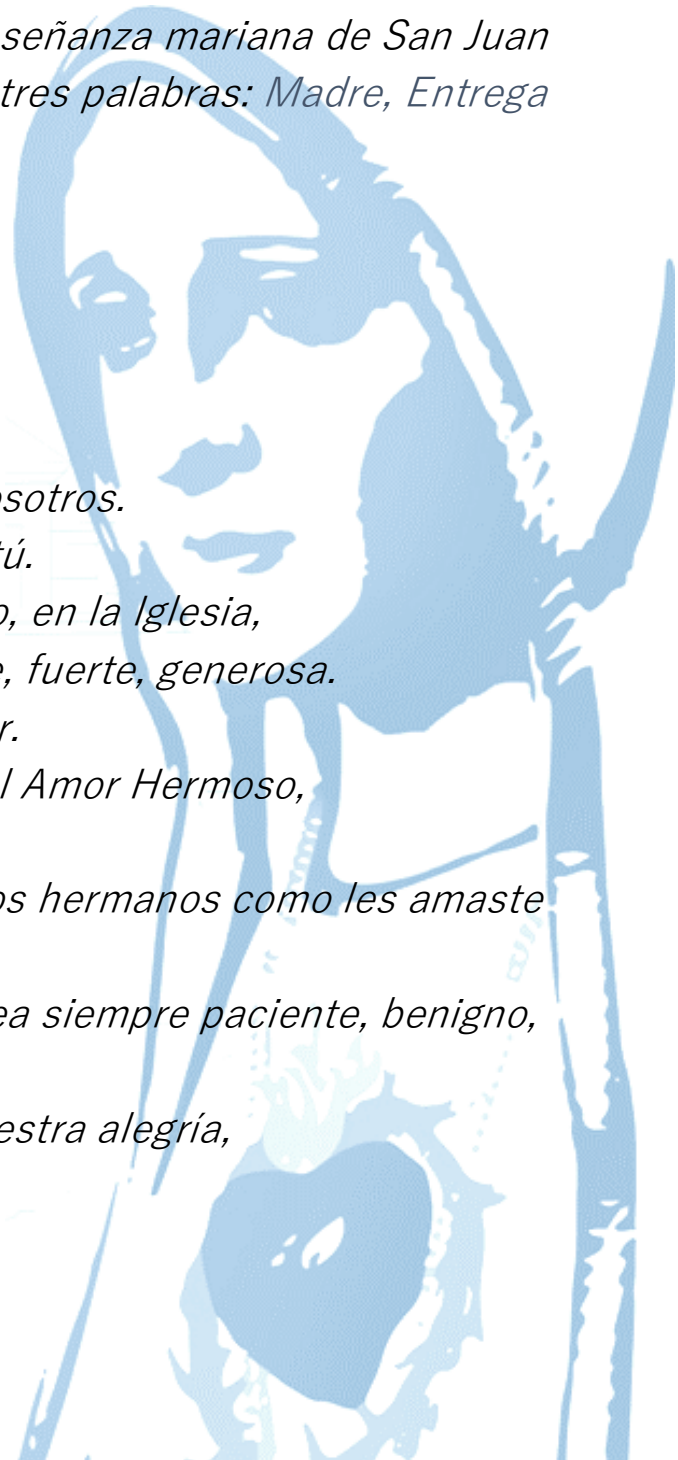 señanza mariana de San Juan
tres palabras: Madre, Entrega
osotros.
tú.
o, en la Iglesia,
e, fuerte, generosa.
r.
l Amor Hermoso,
os hermanos como les amaste
ea siempre paciente, benigno,
estra alegría,